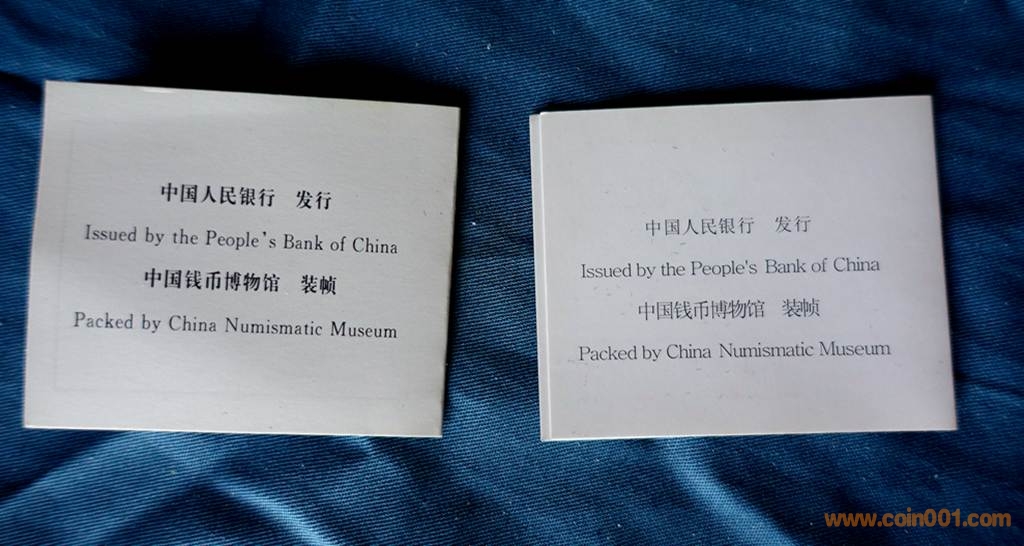 中国人民银行 发行
Issued by the People's Bank of China
中国钱币博物馆 装帧
Packed by China Numismatic Museum
中国人民银行 发行
Issued by the People's Bank of China
中国钱币博物馆 装帧
Packed by China Numismatic Museum
www.coin001.com